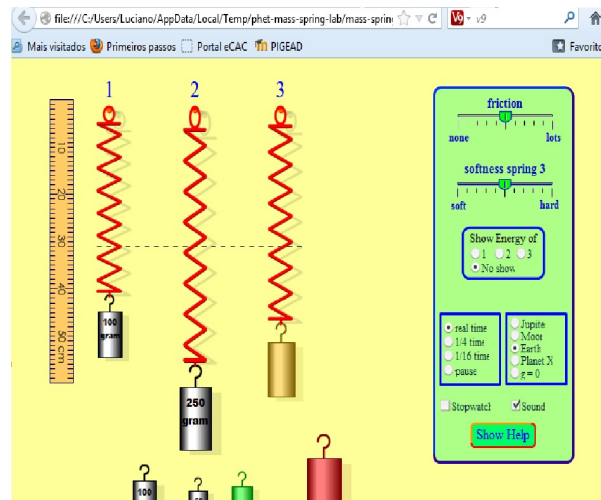 file:///C:/Users/Luciano/AppData/Local/Temp/phet-mass-spring-lab/mass-sprin
v9
Mais visitados Primeiros passos Portal eCAC PIGEAD Favorito
1 2 3
friction
none lots
softness spring 3
soft hard
Show Energy of
1 2 3
No show
10
20
30
40
50 cm
100 gram
250 gram
real time
1/4 time
1/16 time
pause
Jupite
Moor
Earth
Planet X
g = 0
Stopwatcl Sound
Show Help
100